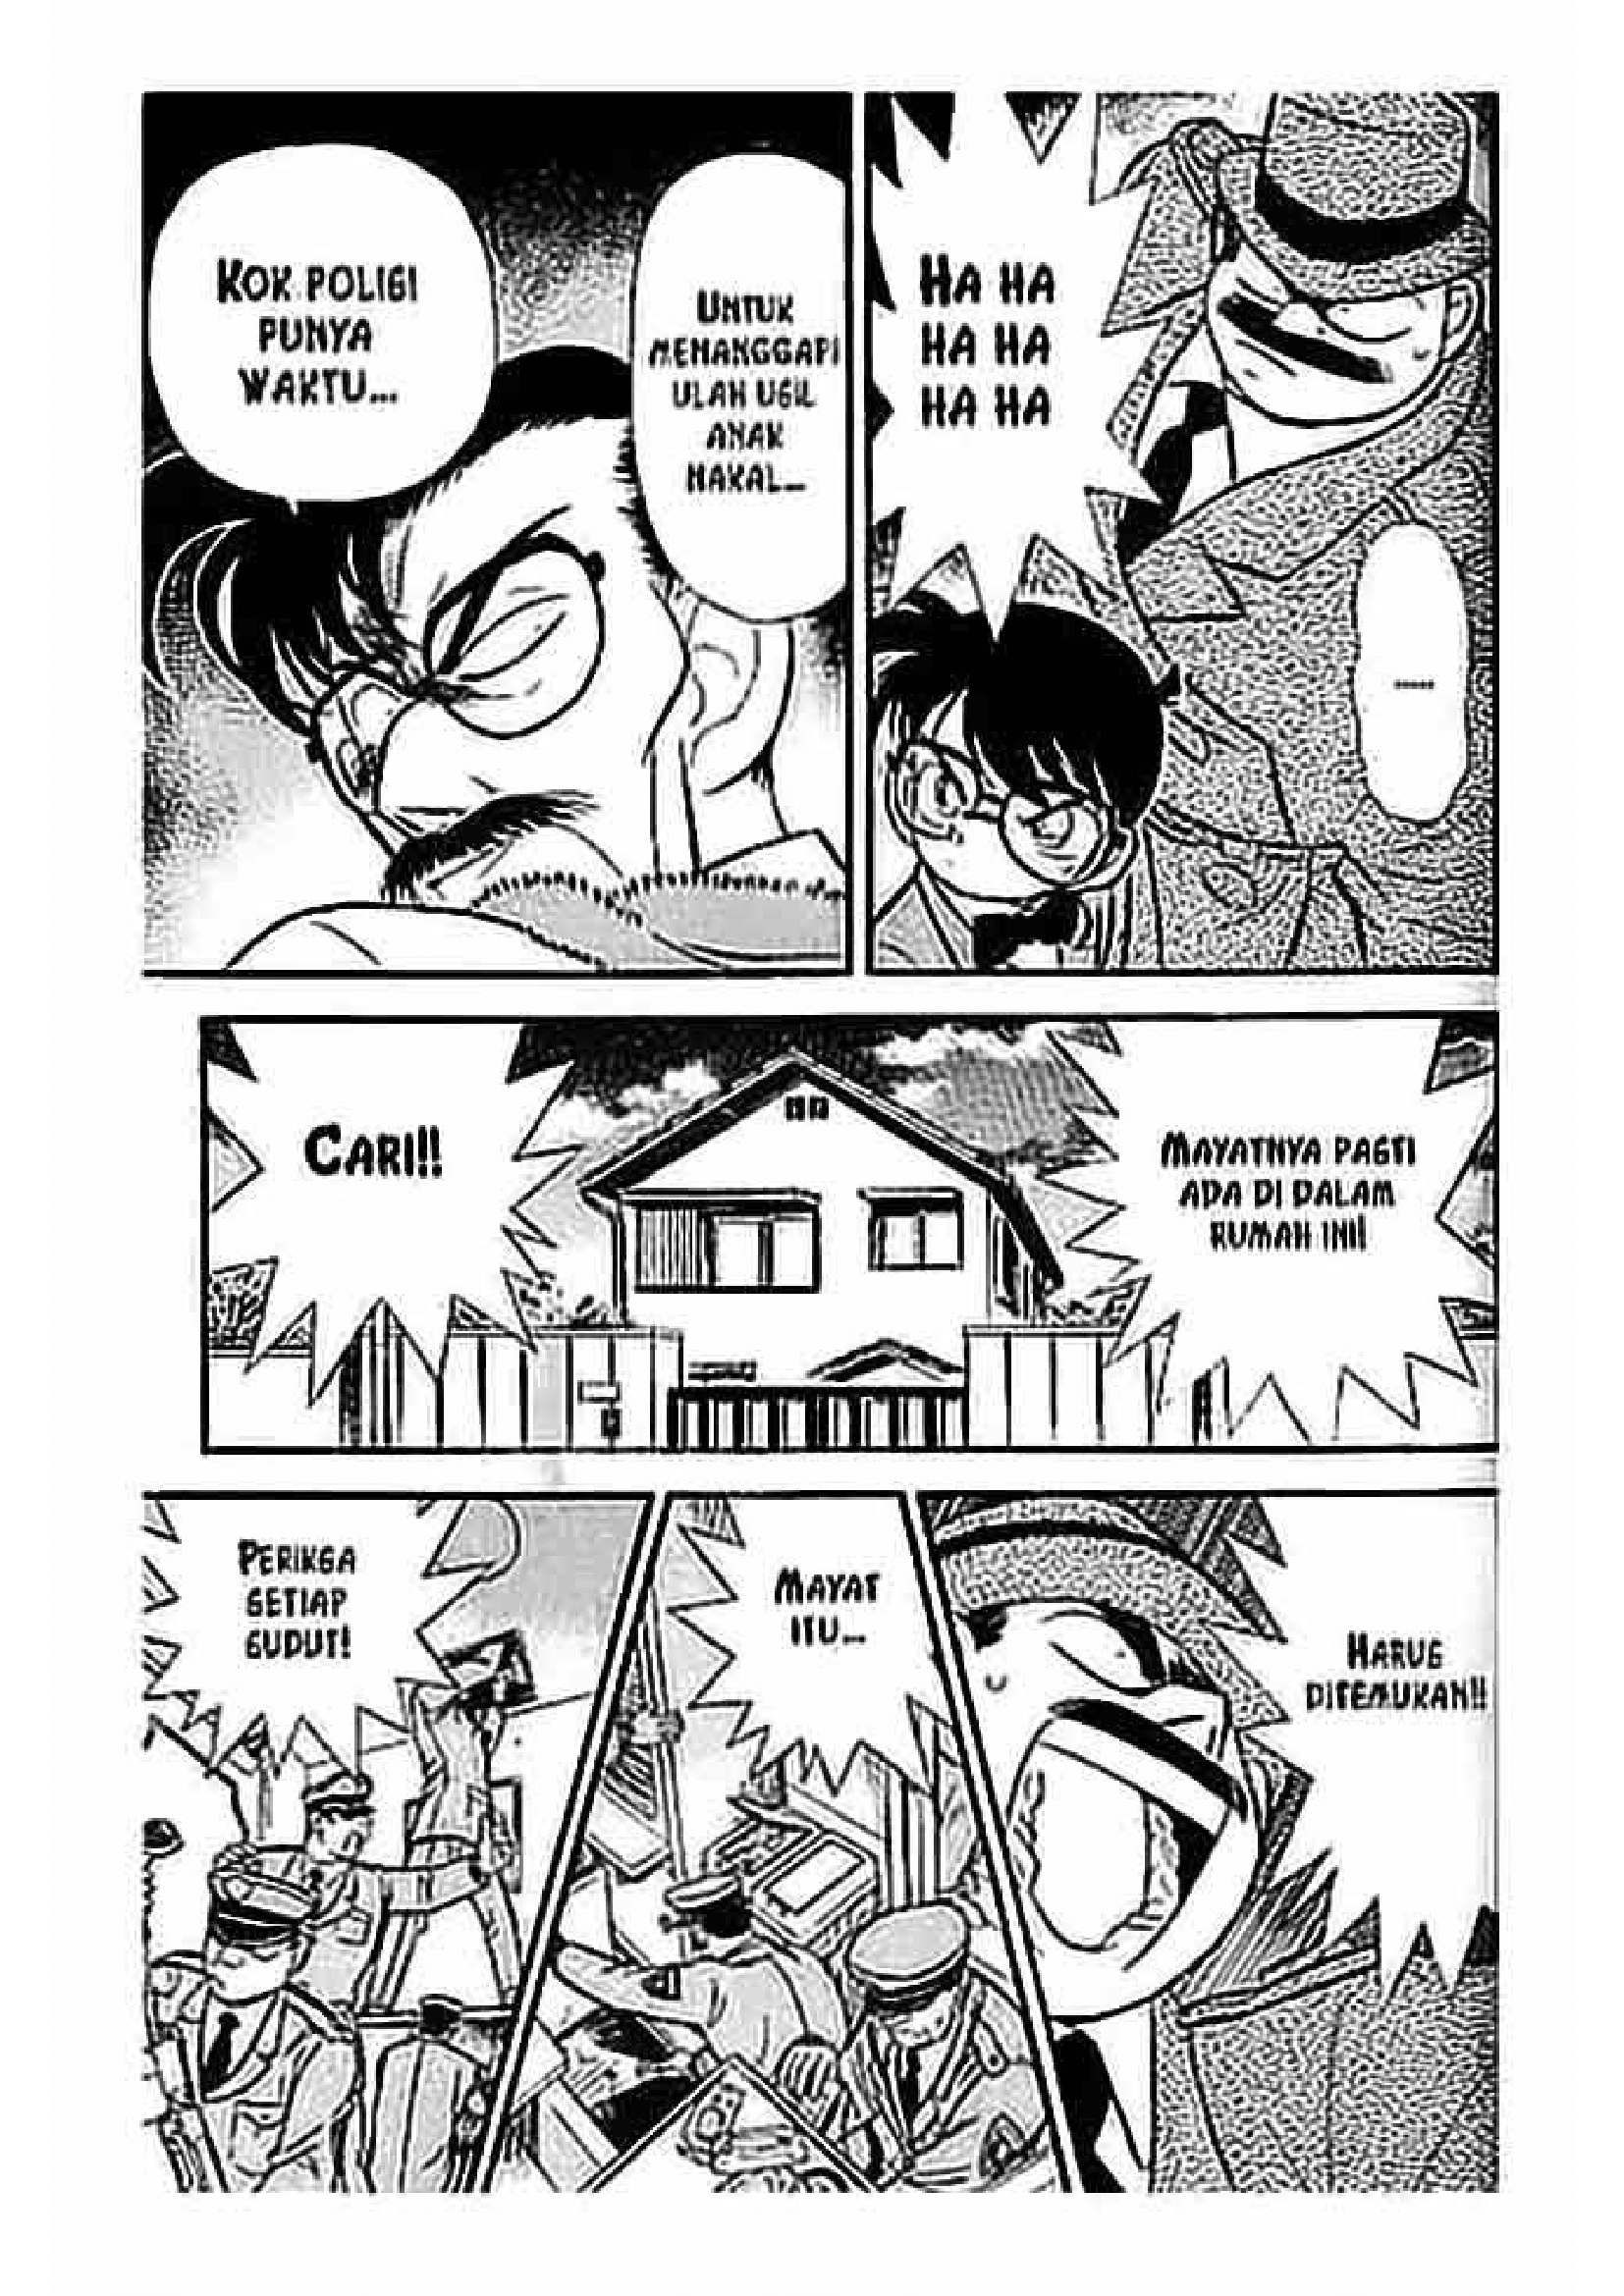 HA HA
HA HA
HA HA
.....
UNTUK
MENANGGAPI
ULAH USIL
ANAK
NAKAL...
KOK POLISI
PUNYA
WAKTU...
MAYATNYA PASTI
ADA DI DALAM
RUMAH INI!
CARI!!
HARUS
DITEMUKAN!!
MAYAT
ITU...
PERIKSA
SETIAP
SUDUT!